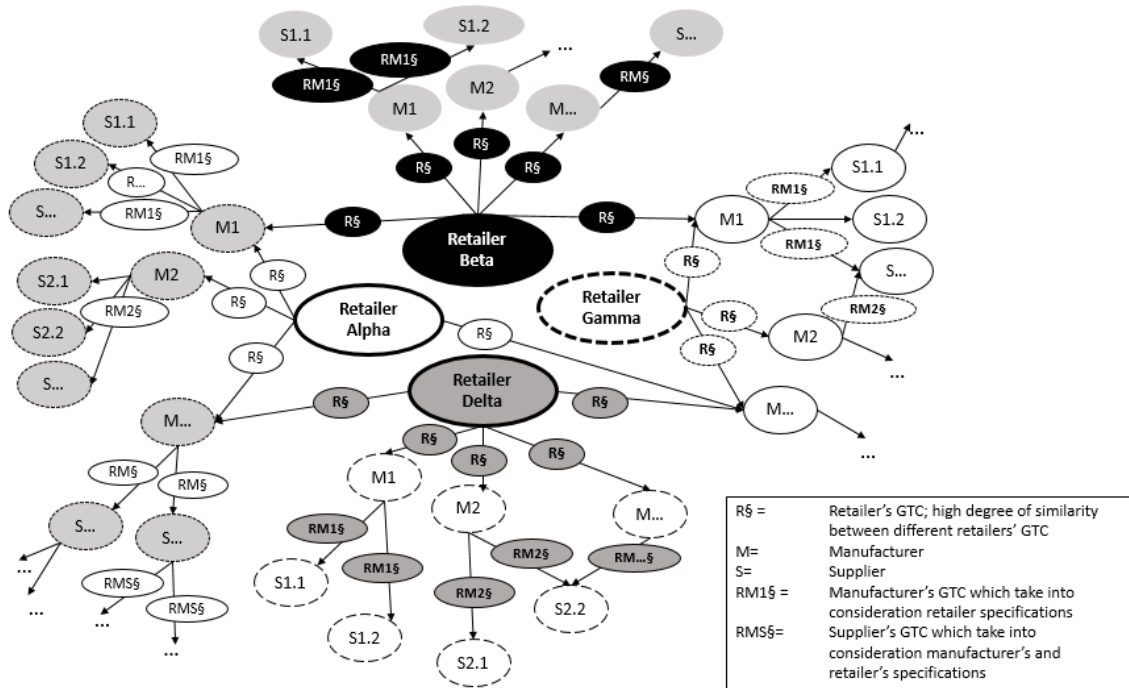 S1.1
S1.2
...
S...
RM1§
RM1§
RM§
M1
M2
M...
R§
R§
R§
S1.1
S1.2
S...
RM1§
R...
RM1§
M1
R§
Retailer
Beta
R§
M1
RM1§
RM1§
S1.1
...
S1.2
S...
S2.1
S2.2
S...
M2
RM2§
R§
R§
R§
Retailer
Alpha
R§
Retailer
Gamma
R§
R§
R§
M2
RM2§
...
M...
...
Retailer
Delta
R§
R§
M...
RM§
RM§
S...
S...
...
...
RMS§
RMS§
...
...
R§
R§
R§
M1
M2
M...
RM1§
RM1§
RM2§
RM2§
RM...§
S1.1
S1.2
S2.1
S2.2
R§ = Retailer's GTC; high degree of similarity
between different retailers' GTC
M= Manufacturer
S= Supplier
RM1§ = Manufacturer's GTC which take into
consideration retailer specifications
RMS§= Supplier's GTC which take into
consideration manufacturer's and
retailer's specifications